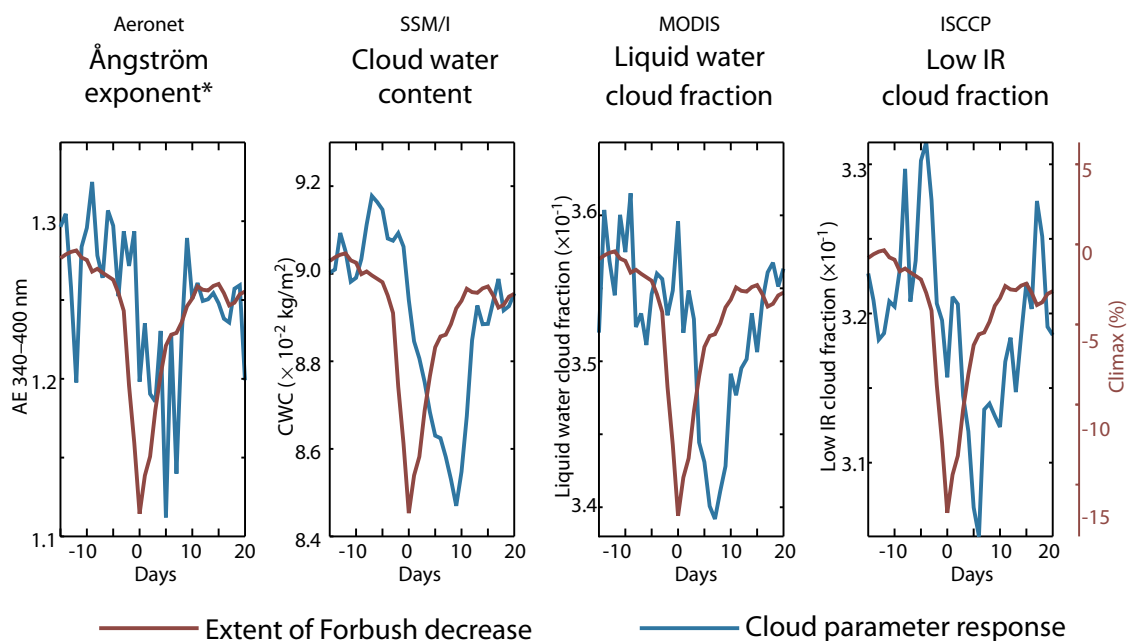 Aeronet
Ångström
exponent*
SSM/I
Cloud water
content
MODIS
Liquid water
cloud fraction
ISCCP
Low IR
cloud fraction
AE 340–400 nm
1.3
1.2
1.1
-10
0
10
20
Days
CWC (× 10⁻² kg/m²)
9.2
9.0
8.8
8.6
8.4
-10
0
10
20
Days
Liquid water cloud fraction (×10⁻¹)
3.6
3.5
3.4
-10
0
10
20
Days
Low IR cloud fraction (×10⁻¹)
3.3
3.2
3.1
-10
0
10
20
Days
5
0
-5
-10
-15
Climax (%)
Extent of Forbush decrease
Cloud parameter response